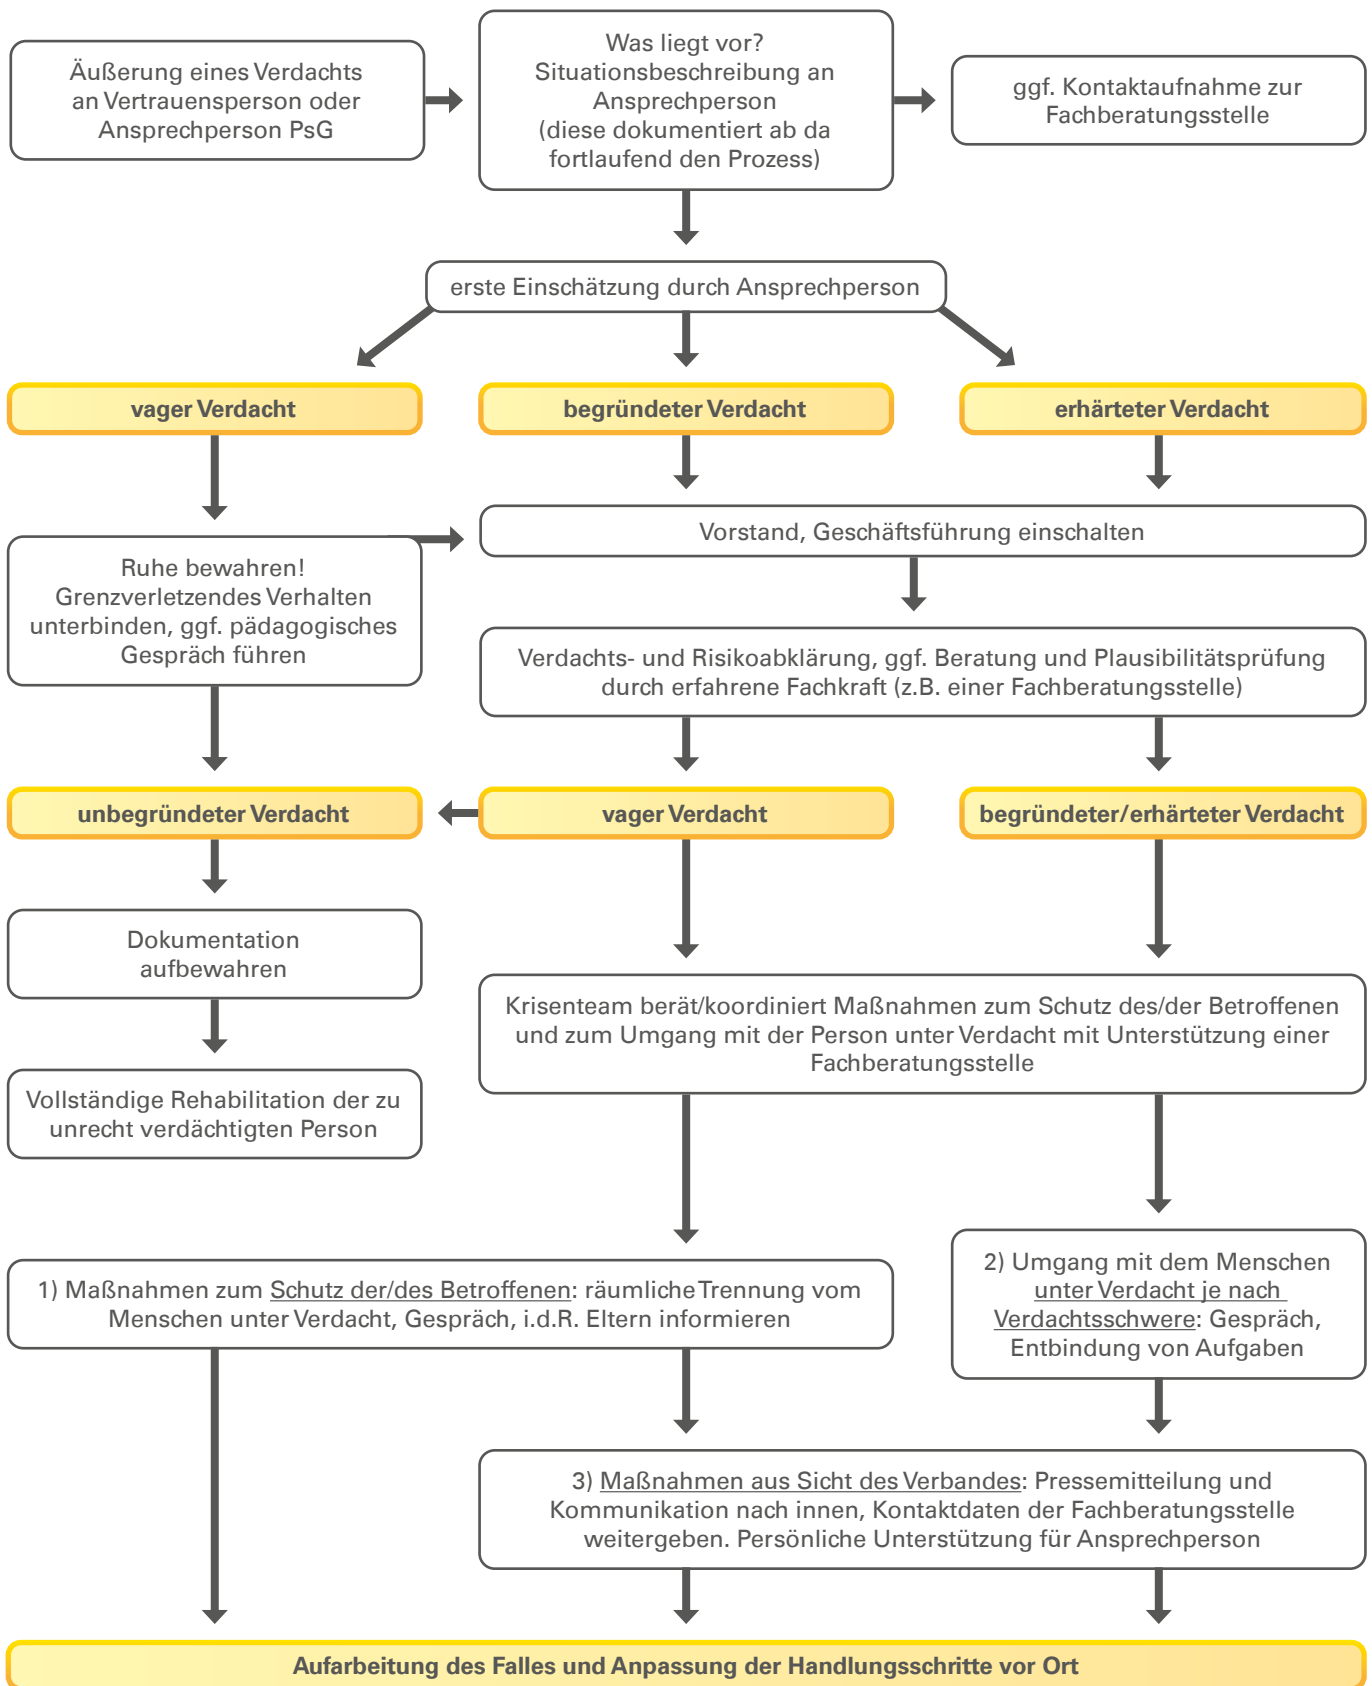 Äußerung eines Verdachts
an Vertrauensperson oder
Ansprechperson PsG
Was liegt vor?
Situationsbeschreibung an
Ansprechperson
(diese dokumentiert ab da
fortlaufend den Prozess)
ggf. Kontaktaufnahme zur
Fachberatungsstelle
erste Einschätzung durch Ansprechperson
vager Verdacht
begründeter Verdacht
erhärteter Verdacht
Vorstand, Geschäftsführung einschalten
Ruhe bewahren!
Grenzverletzendes Verhalten
unterbinden, ggf. pädagogisches
Gespräch führen
Verdachts- und Risikoabklärung, ggf. Beratung und Plausibilitätsprüfung
durch erfahrene Fachkraft (z.B. einer Fachberatungsstelle)
unbegründeter Verdacht
vager Verdacht
begründeter/erhärteter Verdacht
Dokumentation
aufbewahren
Krisenteam berät/koordiniert Maßnahmen zum Schutz des/der Betroffenen
und zum Umgang mit der Person unter Verdacht mit Unterstützung einer
Fachberatungsstelle
Vollständige Rehabilitation der zu
unrecht verdächtigten Person
1) Maßnahmen zum Schutz der/des Betroffenen: räumliche Trennung vom
Menschen unter Verdacht, Gespräch, i.d.R. Eltern informieren
2) Umgang mit dem Menschen
unter Verdacht je nach
Verdachtsschwere: Gespräch,
Entbindung von Aufgaben
3) Maßnahmen aus Sicht des Verbandes: Pressemitteilung und
Kommunikation nach innen, Kontaktdaten der Fachberatungsstelle
weitergeben. Persönliche Unterstützung für Ansprechperson
Aufarbeitung des Falles und Anpassung der Handlungsschritte vor Ort